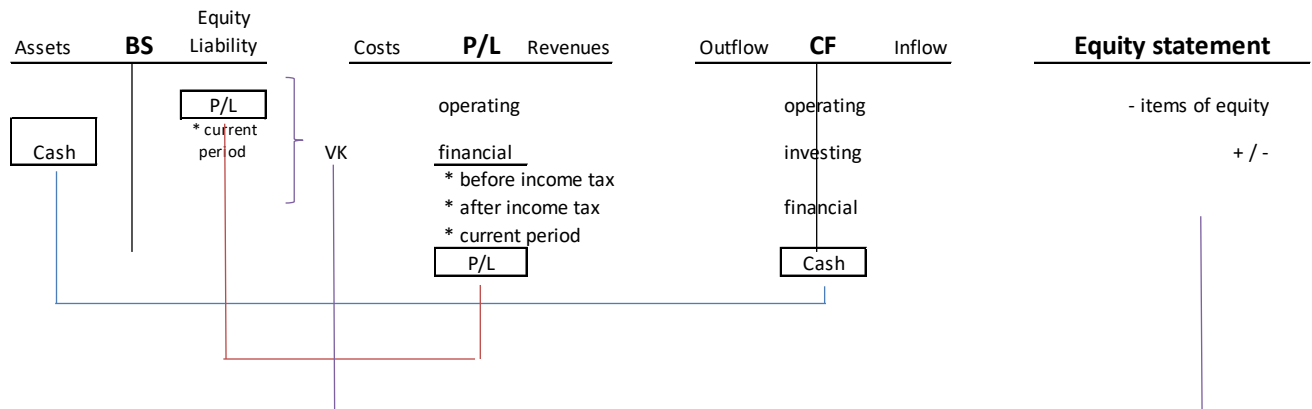 Assets BS Equity
Liability
P/L
* current
period
Cash
VK
Costs P/L Revenues
operating
financial
* before income tax
* after income tax
* current period
P/L
Outflow CF Inflow
operating
investing
financial
Cash
Equity statement
- items of equity
+ / -